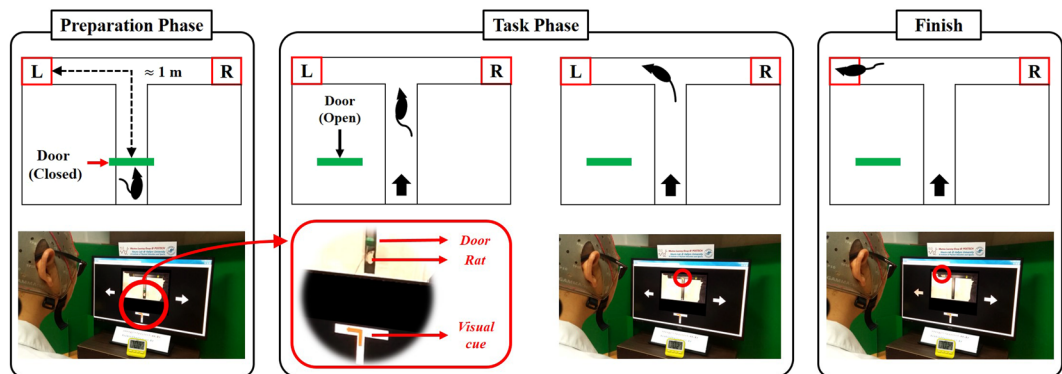 Preparation Phase
Task Phase
Finish
L
≈ 1 m
R
Door
(Closed)
L
R
Door
(Open)
L
R
L
R
Door
Rat
Visual
cue